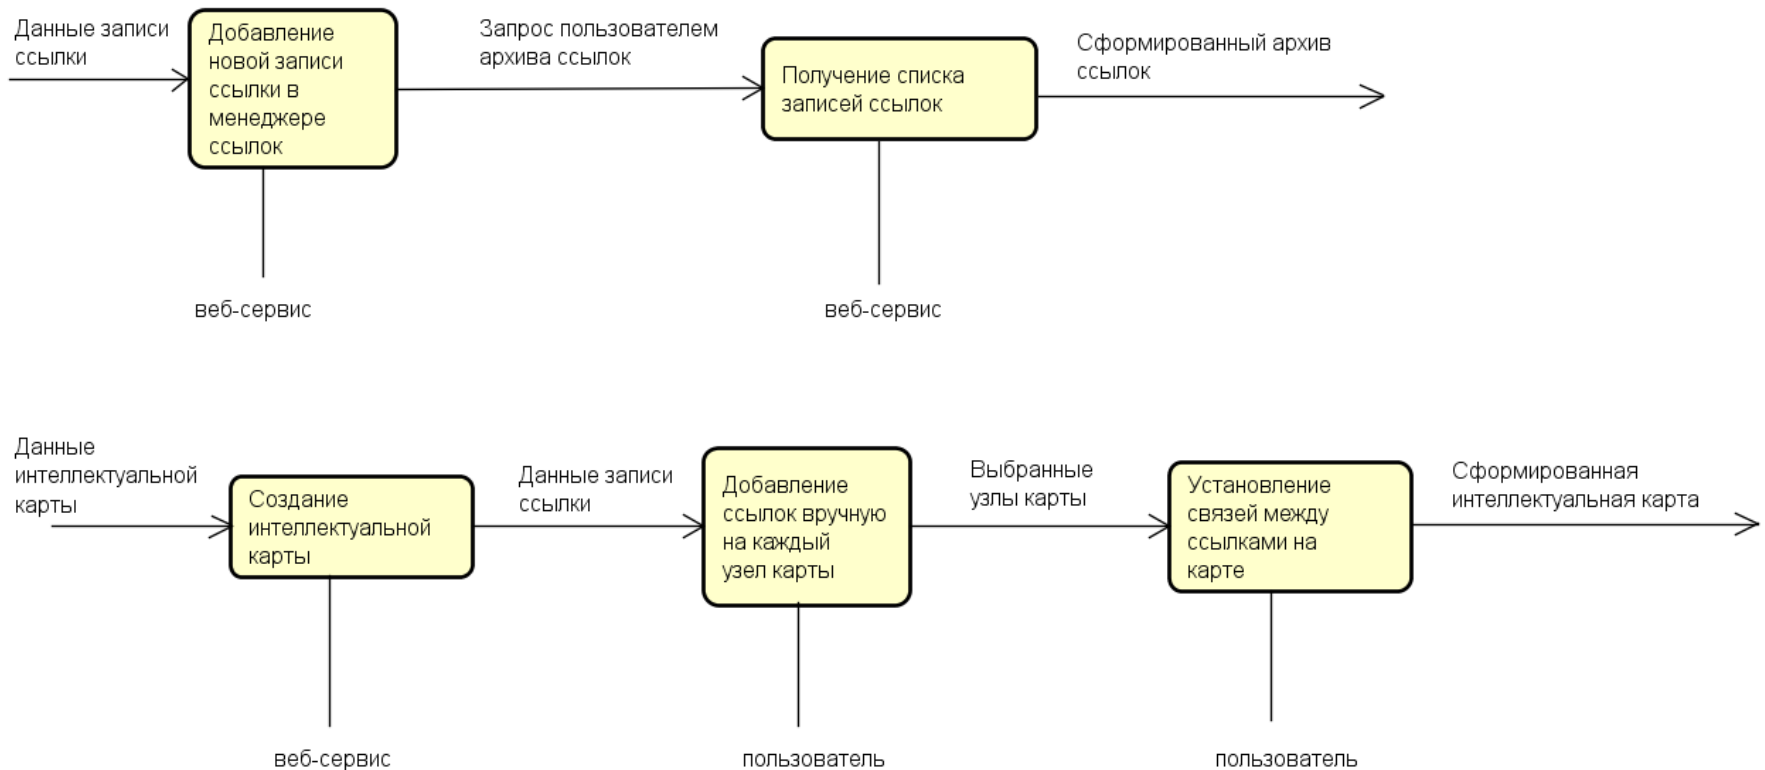 Данные записи
ссылки
Добавление
новой записи
ссылки в
менеджере
ссылок
Запрос пользователем
архива ссылок
Получение списка
записей ссылок
Сформированный архив
ссылок
веб-сервис
веб-сервис
Данные
интеллектуальной
карты
Создание
интеллектуальной
карты
Данные записи
ссылки
Добавление
ссылок вручную
на каждый
узел карты
Выбранные
узлы карты
Установление
связей между
ссылками на
карте
Сформированная
интеллектуальная карта
веб-сервис
пользователь
пользователь